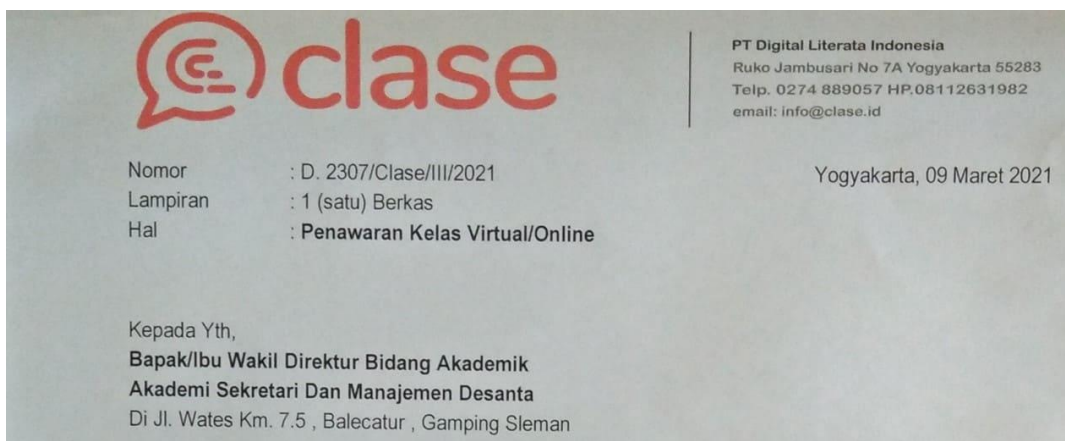 clase
PT Digital Literata Indonesia
Ruko Jambusari No 7A Yogyakarta 55283
Telp. 0274 889057 HP.08112631982
email: info@clase.id
Nomor : D. 2307/Clase/III/2021
Yogyakarta, 09 Maret 2021
Lampiran : 1 (satu) Berkas
Hal : Penawaran Kelas Virtual/Online
Kepada Yth,
Bapak/Ibu Wakil Direktur Bidang Akademik
Akademi Sekretari Dan Manajemen Desanta
Di Jl. Wates Km. 7.5 , Balecatur , Gamping Sleman